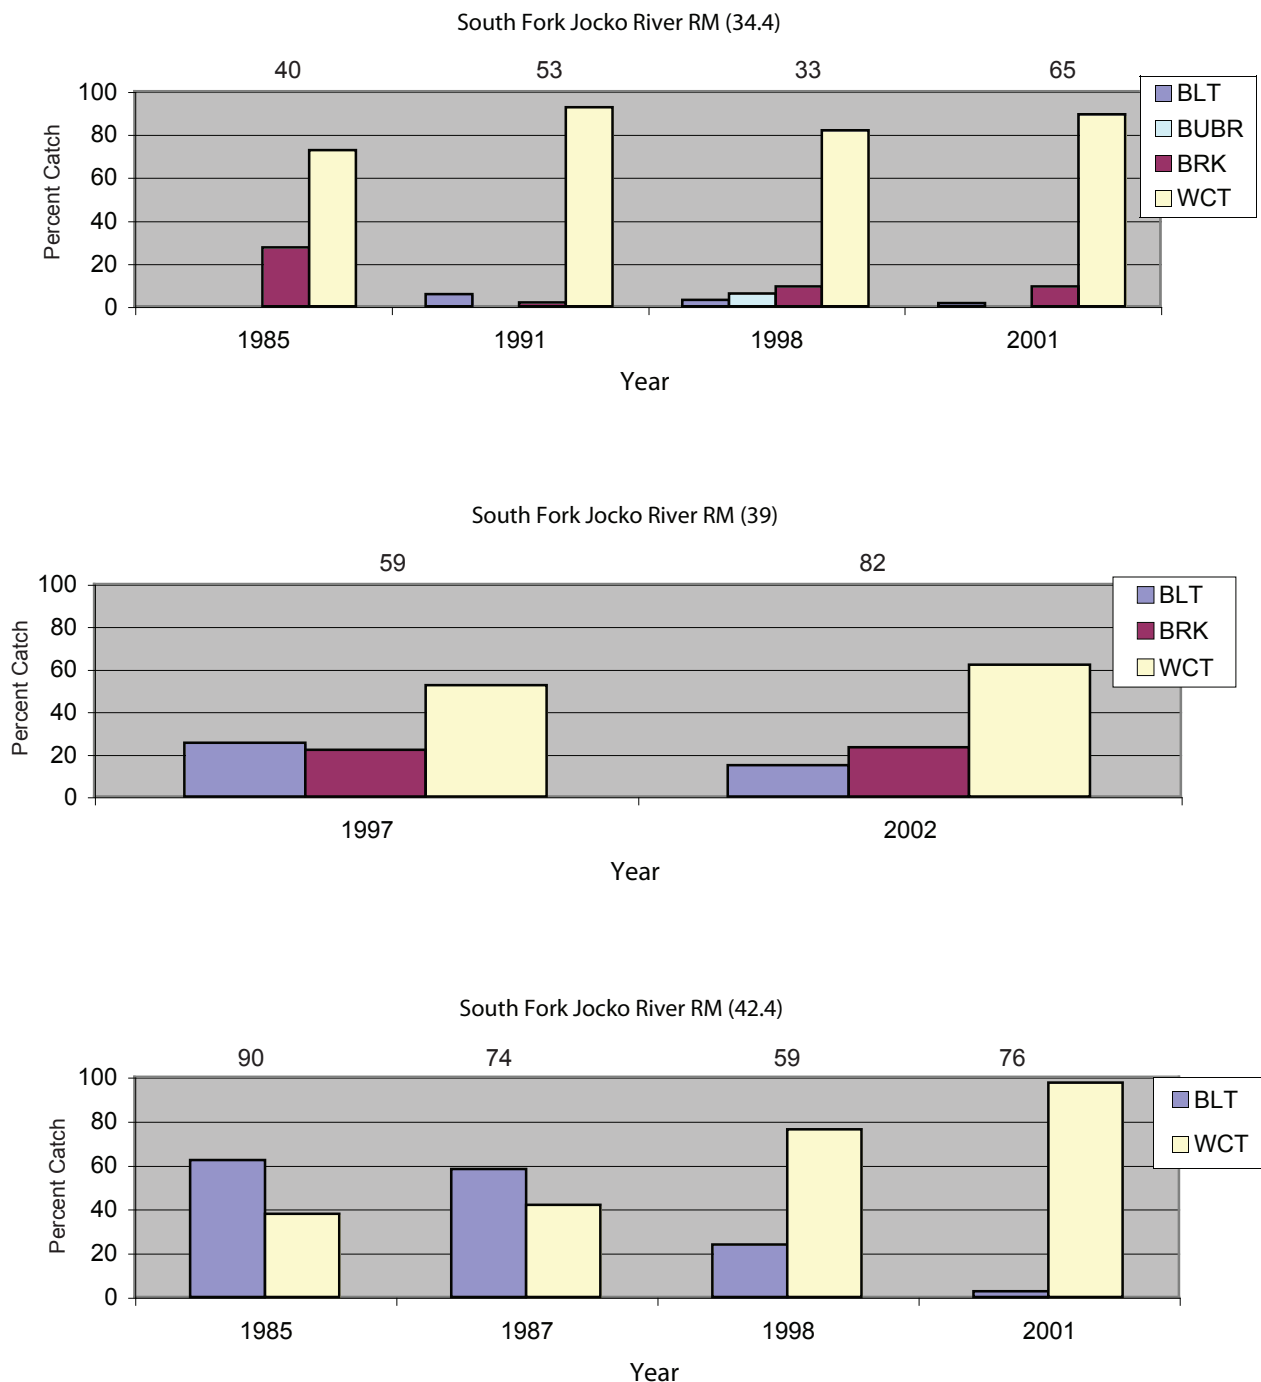 South Fork Jocko River RM (34.4)
40 53 33 65
Percent Catch
100
80
60
40
20
0
BLT
BUBR
BRK
WCT
1985 1991 1998 2001
Year
South Fork Jocko River RM (39)
59 82
Percent Catch
100
80
60
40
20
0
BLT
BRK
WCT
1997 2002
Year
South Fork Jocko River RM (42.4)
90 74 59 76
Percent Catch
100
80
60
40
20
0
BLT
WCT
1985 1987 1998 2001
Year